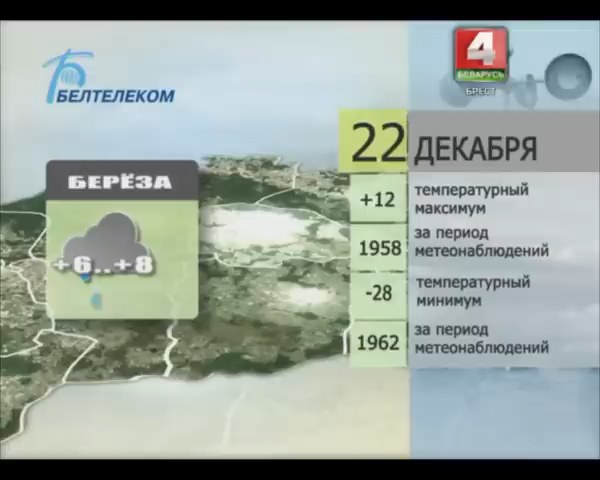 БЕЛТЕЛЕКОМ
4
БЕЛАРУСЬ
БРЕСТ
22 ДЕКАБРЯ
БЕРЁЗА
+6..+8
+12 температурный максимум
1958 за период метеонаблюдений
-28 температурный минимум
1962 за период метеонаблюдений